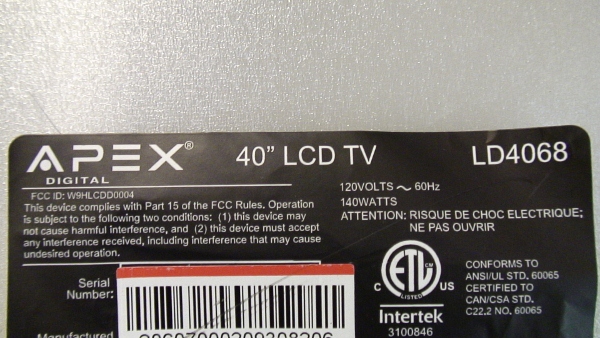 APEX® 40" LCD TV LD4068
DIGITAL
FCC ID: W9HLCDD0004
This device complies with Part 15 of the FCC Rules. Operation
is subject to the following two conditions: (1) this device may
not cause harmful interference, and (2) this device must accept
any interference received, including interference that may cause
undesired operation.
120VOLTS ~ 60Hz
140WATTS
ATTENTION: RISQUE DE CHOC ELECTRIQUE;
NE PAS OUVRIR
Serial
Number:
Manufactured
C ETL CM US
LISTED
Intertek
3100846
CONFORMS TO
ANSI/UL STD. 60065
CERTIFIED TO
CAN/CSA STD.
C22.2 NO. 60065